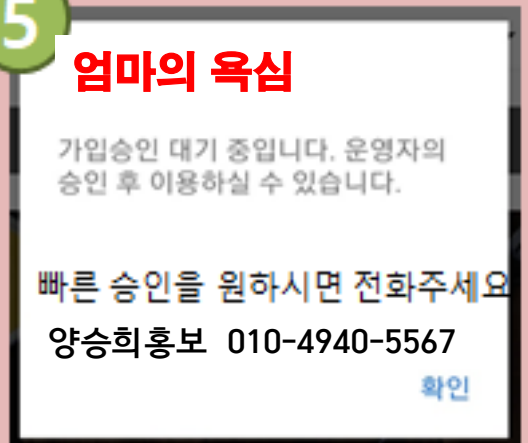 5
엄마의 욕심
가입승인 대기 중입니다. 운영자의
승인 후 이용하실 수 있습니다.
빠른 승인을 원하시면 전화주세요
양승희홍보 010-4940-5567
확인